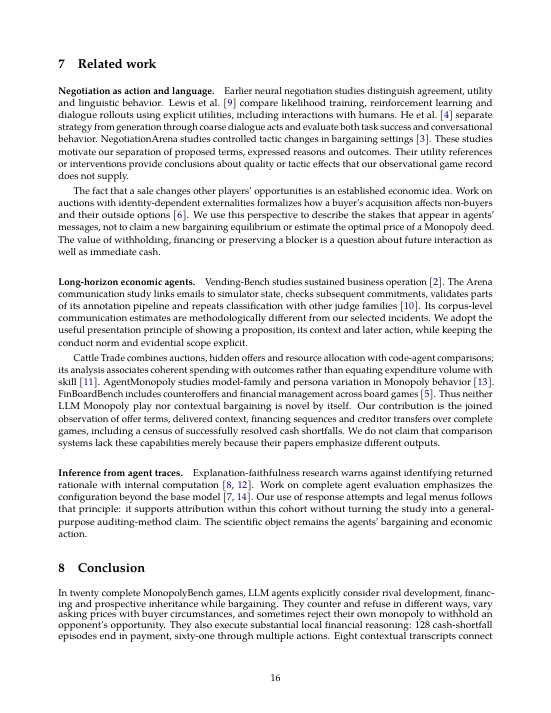 7 Related work
Negotiation as action and language. Earlier neural negotiation studies distinguish agreement, utility
and linguistic behavior. Lewis et al. [9] compare likelihood training, reinforcement learning and
dialogue rollouts using explicit utilities, including interactions with humans. He et al. [4] separate
strategy from generation through coarse dialogue acts and evaluate both task success and conversational
behavior. NegotiationArena studies controlled tactic changes in bargaining settings [3]. These studies
motivate our separation of proposed terms, expressed reasons and outcomes. Their utility references
or interventions provide conclusions about quality or tactic effects that our observational game record
does not supply.
The fact that a sale changes other players' opportunities is an established economic idea. Work on
auctions with identity-dependent externalities formalizes how a buyer's acquisition affects non-buyers
and their outside options [6]. We use this perspective to describe the stakes that appear in agents'
messages, not to claim a new bargaining equilibrium or estimate the optimal price of a Monopoly deed.
The value of withholding, financing or preserving a blocker is a question about future interaction as
well as immediate cash.
Long-horizon economic agents. Vending-Bench studies sustained business operation [2]. The Arena
communication study links emails to simulator state, checks subsequent commitments, validates parts
of its annotation pipeline and repeats classification with other judge families [10]. Its corpus-level
communication estimates are methodologically different from our selected incidents. We adopt the
useful presentation principle of showing a proposition, its context and later action, while keeping the
conduct norm and evidential scope explicit.
Cattle Trade combines auctions, hidden offers and resource allocation with code-agent comparisons;
its analysis associates coherent spending with outcomes rather than equating expenditure volume with
skill [11]. AgentMonopoly studies model-family and persona variation in Monopoly behavior [13].
FinBoardBench includes counteroffers and financial management across board games [5]. Thus neither
LLM Monopoly play nor contextual bargaining is novel by itself. Our contribution is the joined
observation of offer terms, delivered context, financing sequences and creditor transfers over complete
games, including a census of successfully resolved cash shortfalls. We do not claim that comparison
systems lack these capabilities merely because their papers emphasize different outputs.
Inference from agent traces. Explanation-faithfulness research warns against identifying returned
rationale with internal computation [8, 12]. Work on complete agent evaluation emphasizes the
configuration beyond the base model [7, 14]. Our use of response attempts and legal menus follows
that principle: it supports attribution within this cohort without turning the study into a general-
purpose auditing-method claim. The scientific object remains the agents' bargaining and economic
action.
8 Conclusion
In twenty complete MonopolyBench games, LLM agents explicitly consider rival development, financ-
ing and prospective inheritance while bargaining. They counter and refuse in different ways, vary
asking prices with buyer circumstances, and sometimes reject their own monopoly to withhold an
opponent's opportunity. They also execute substantial local financial reasoning: 128 cash-shortfall
episodes end in payment, sixty-one through multiple actions. Eight contextual transcripts connect
16